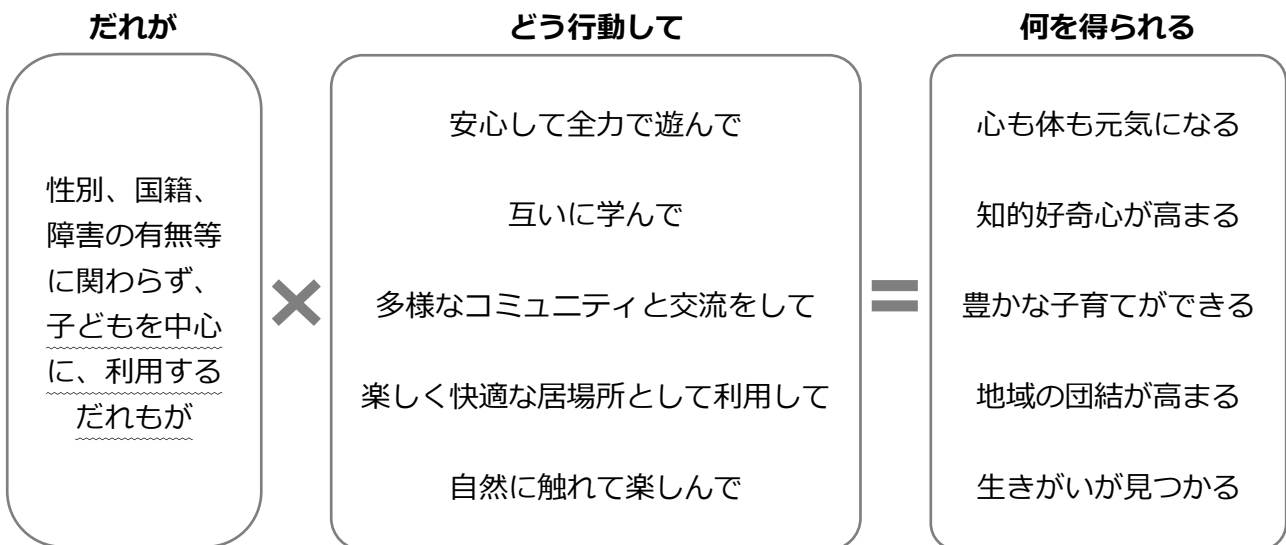 だれが
どう行動して
何を得られる
性別、国籍、
障害の有無等
に関わらず、
子どもを中心
に、利用する
だれもが
×
安心して全力で遊んで
互いに学んで
多様なコミュニティと交流をして
楽しく快適な居場所として利用して
自然に触れて楽しんで
=
心も体も元気になる
知的好奇心が高まる
豊かな子育てができる
地域の団結が高まる
生きがいが見つかる